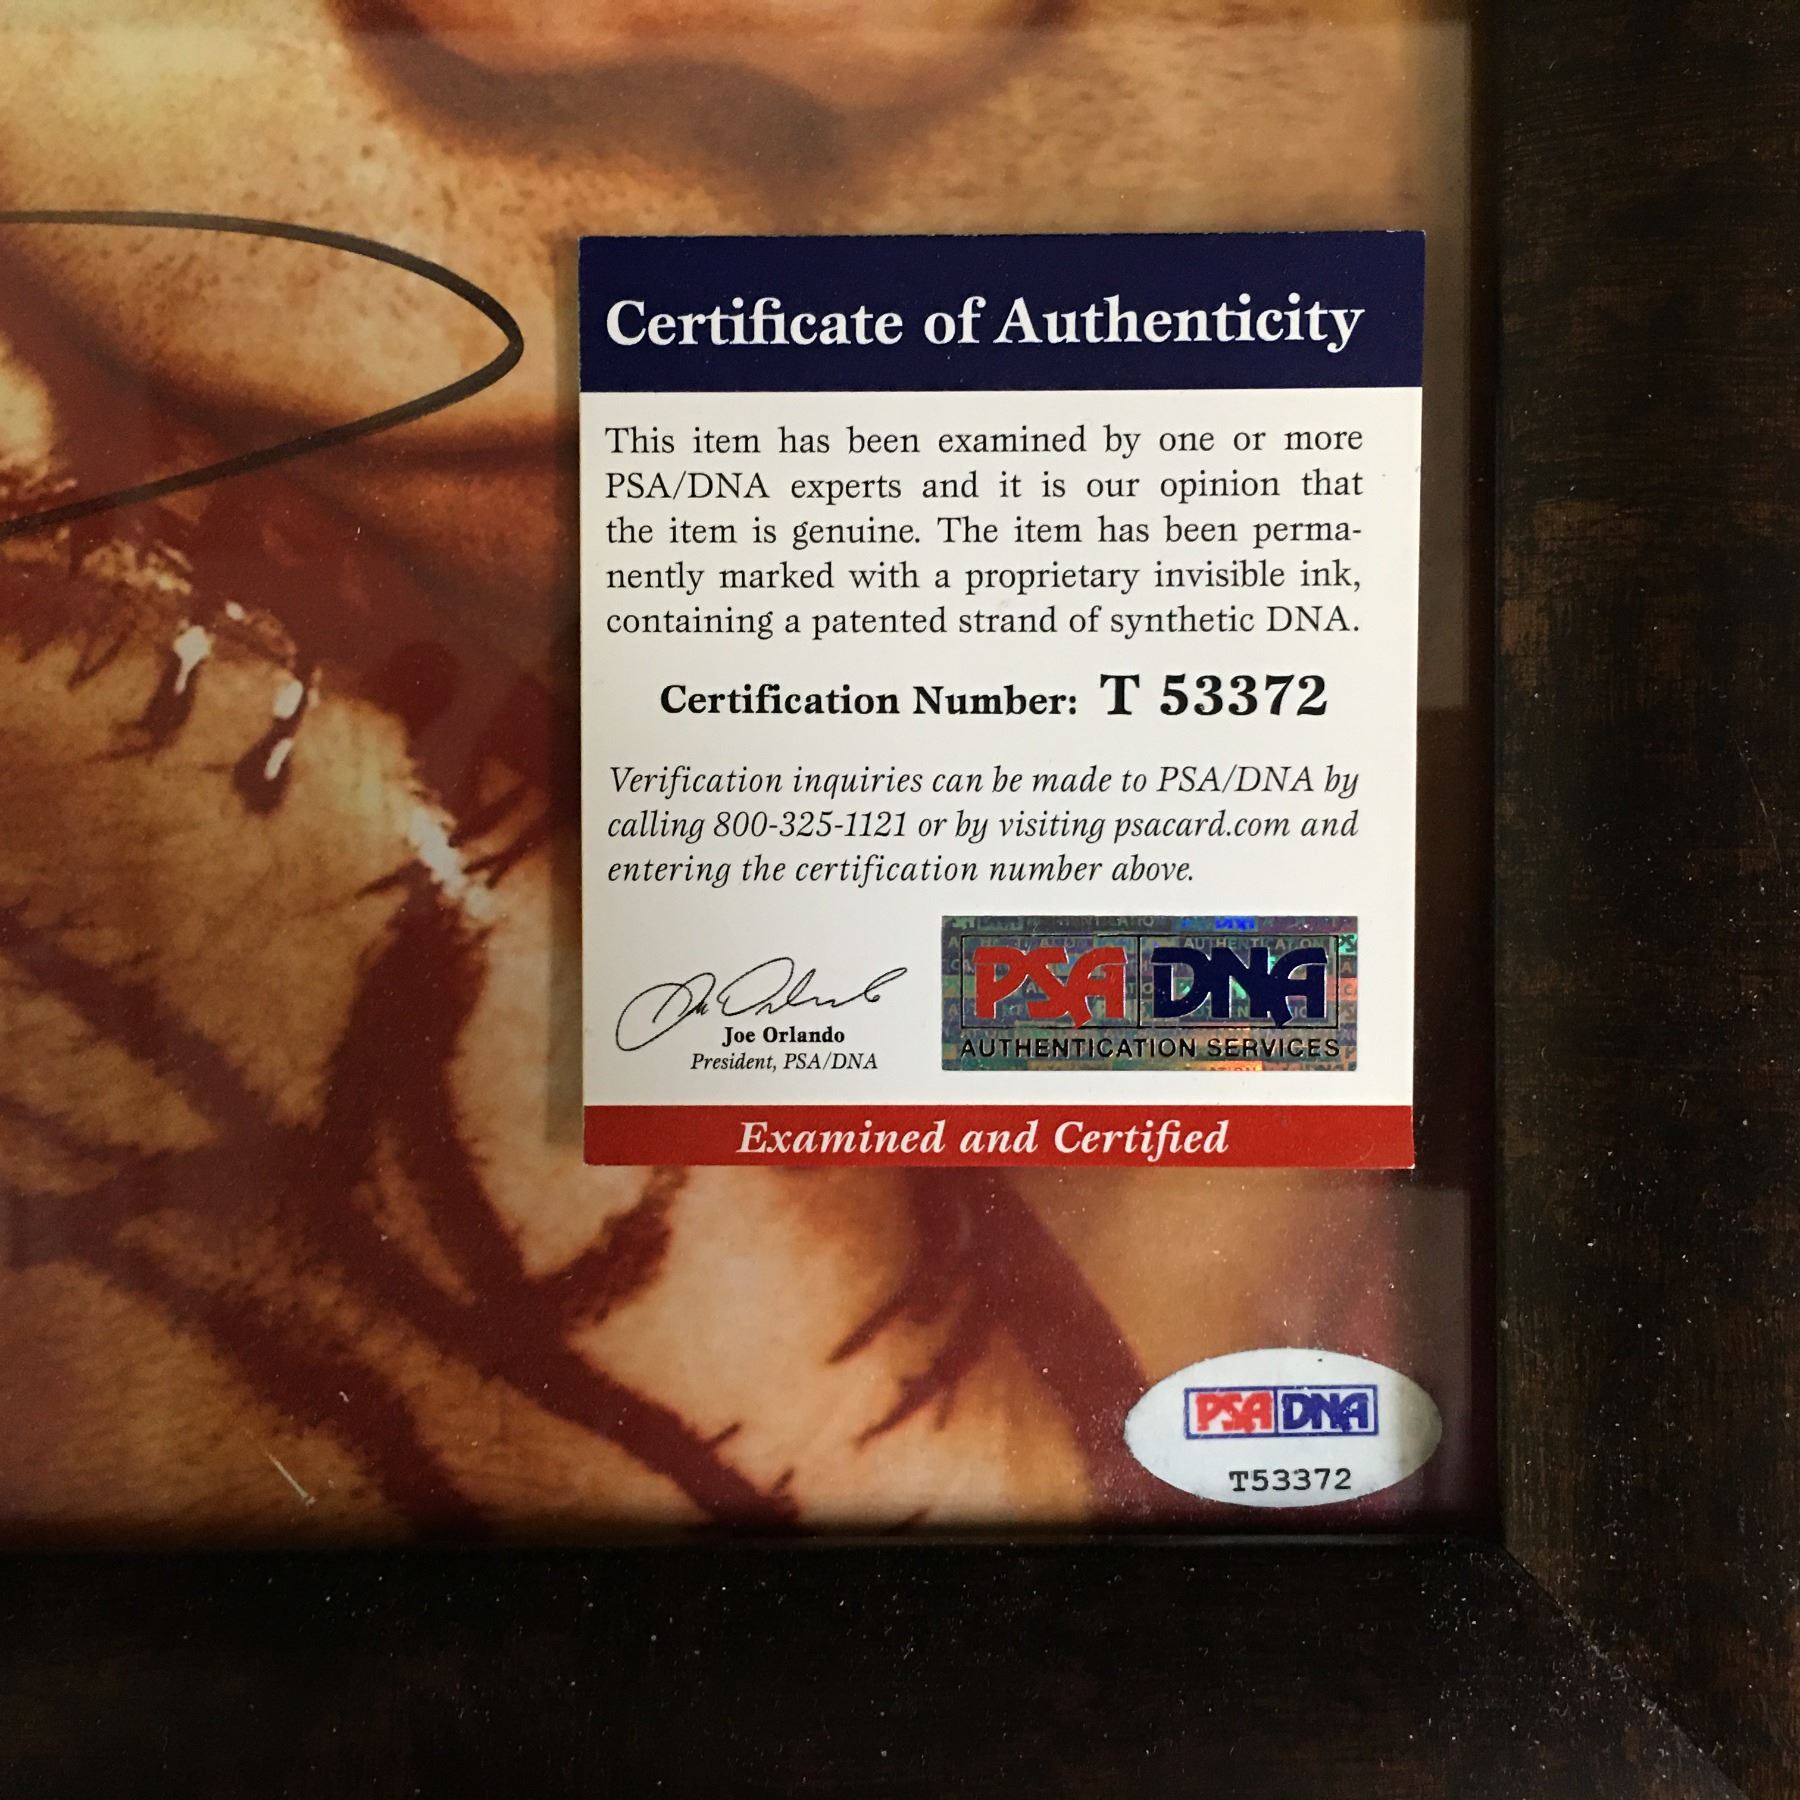 Certificate of Authenticity
This item has been examined by one or more
PSA/DNA experts and it is our opinion that
the item is genuine. The item has been perma-
nently marked with a proprietary invisible ink,
containing a patented strand of synthetic DNA.
Certification Number: T 53372
Verification inquiries can be made to PSA/DNA by
calling 800-325-1121 or by visiting psacard.com and
entering the certification number above.
Joe Orlando
President, PSA/DNA
PSA DNA
AUTHENTICATION SERVICES
Examined and Certified
PSA DNA
T53372